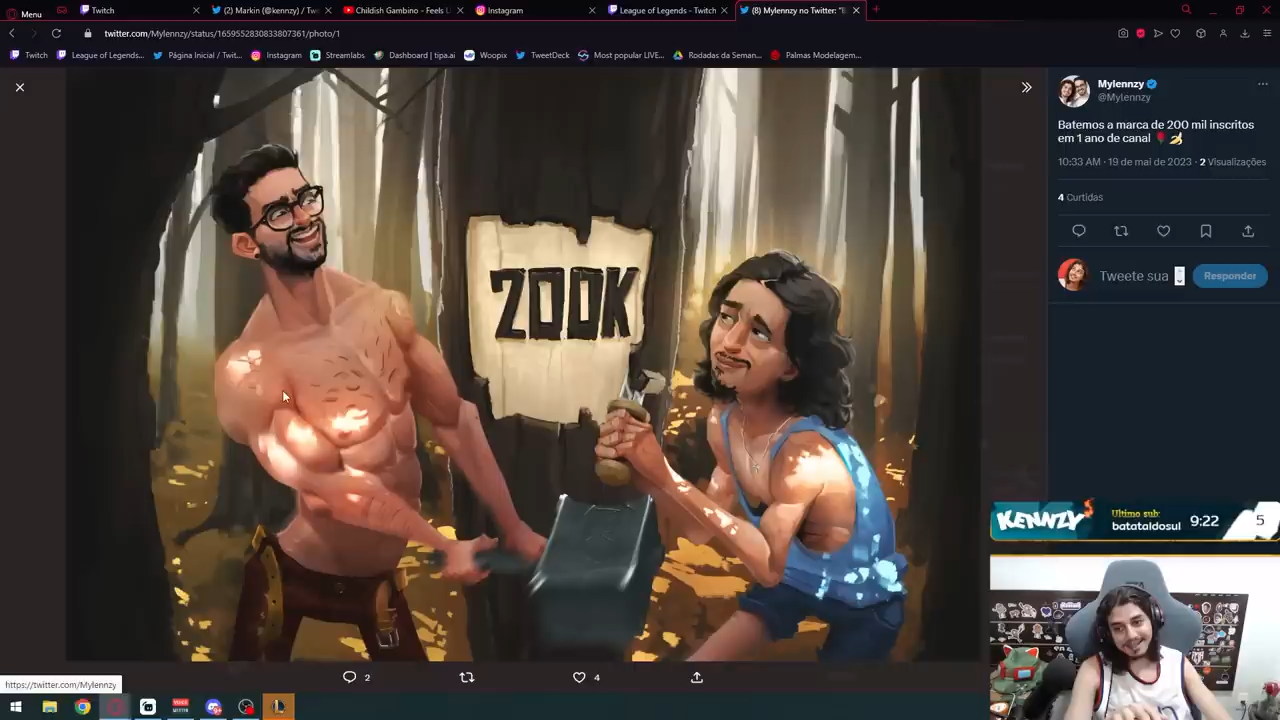 Menu
Twitch
(2) Markin (@kennzy) / Tw
Childish Gambino - Feels L
Instagram
League of Legends - Twitch
(8) Mylennzy no Twitter: "B
twitter.com/Mylennzy/status/1659552830833807361/photo/1
Twitch
League of Legends...
Página Inicial / Twit...
Instagram
Streamlabs
Dashboard | tipa.ai
Woopix
TweetDeck
Most popular LIVE...
Rodadas da Seman...
Palmas Modelagem...
200K
Mylennzy
@Mylennzy
Batemos a marca de 200 mil inscritos
em 1 ano de canal
10:33 AM · 19 de mai de 2023 · 2 Visualizações
4 Curtidas
Tweete sua
Responder
KENNZY
Ultimo sub:
batataldosul
9:22
5
2
4
https://twitter.com/Mylennzy